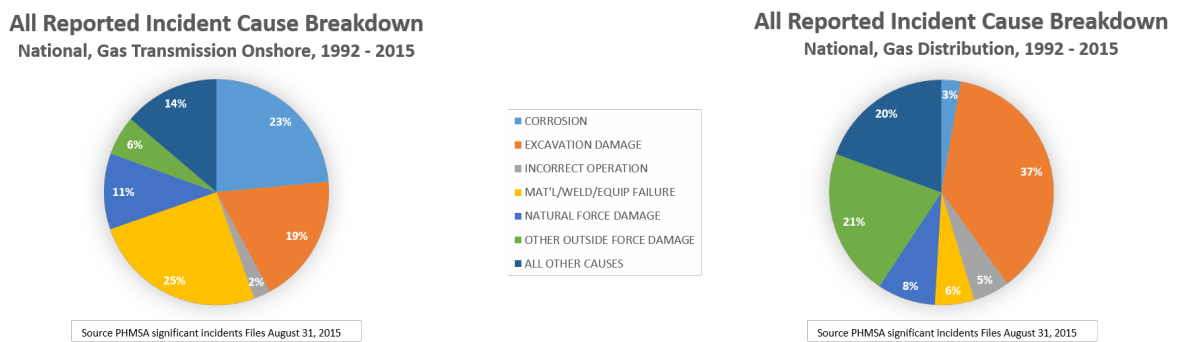 All Reported Incident Cause Breakdown
National, Gas Transmission Onshore, 1992 - 2015
14%
23%
6%
11%
19%
25%
2%
Source PHMSA significant incidents Files August 31, 2015
CORROSION
EXCAVATION DAMAGE
INCORRECT OPERATION
MAT'L/WELD/EQUIP FAILURE
NATURAL FORCE DAMAGE
OTHER OUTSIDE FORCE DAMAGE
ALL OTHER CAUSES
All Reported Incident Cause Breakdown
National, Gas Distribution, 1992 - 2015
3%
20%
37%
21%
8%
6%
5%
Source PHMSA significant incidents Files August 31, 2015